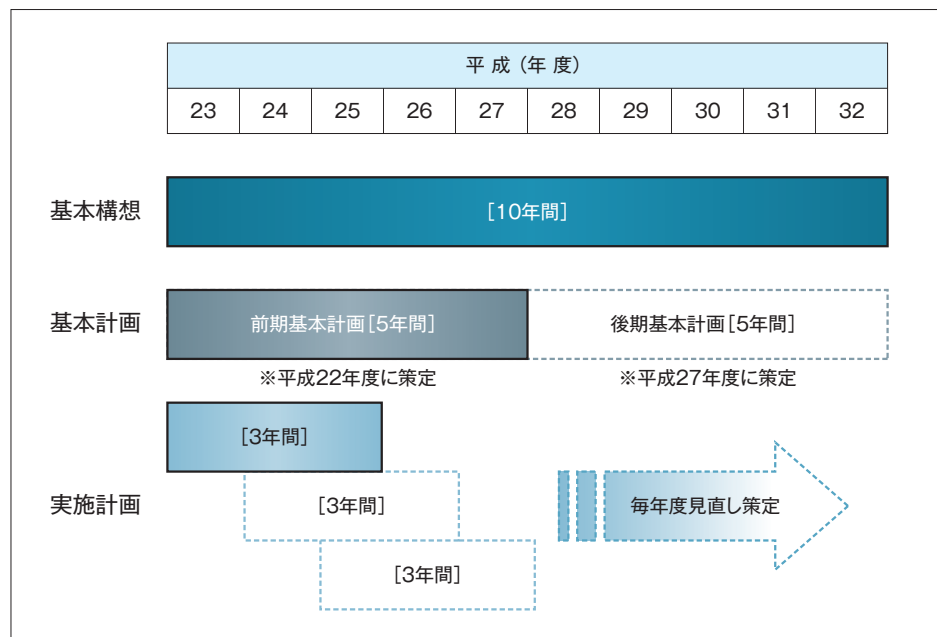 平成（年度）
23 24 25 26 27 28 29 30 31 32
基本構想
［10年間］
基本計画
前期基本計画［5年間］
後期基本計画［5年間］
※平成22年度に策定
※平成27年度に策定
実施計画
［3年間］
［3年間］
［3年間］
毎年度見直し策定